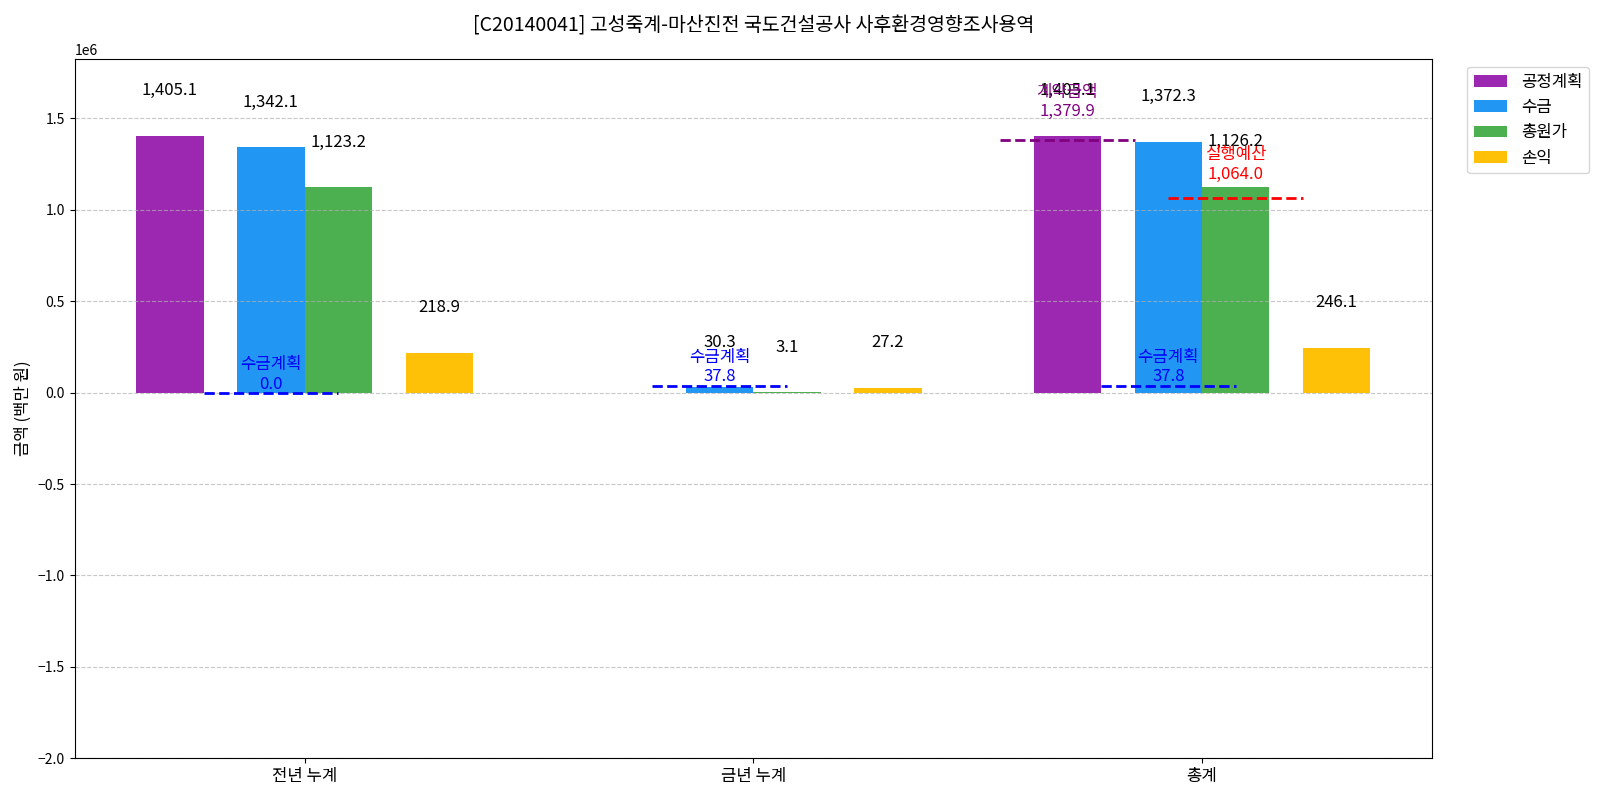 [C20140041] 고성죽계-마산진전 국도건설공사 사후환경영향조사용역
1e6
금액 (백만 원)
1.5
1.0
0.5
0.0
−0.5
−1.0
−1.5
−2.0
1,405.1
1,342.1
1,123.2
218.9
수금계획
0.0
30.3
3.1
27.2
수금계획
37.8
1,405.1
1,379.9
1,372.3
1,126.2
실행예산
1,064.0
246.1
수금계획
37.8
전년 누계
금년 누계
총계
공정계획
수금
총원가
손익